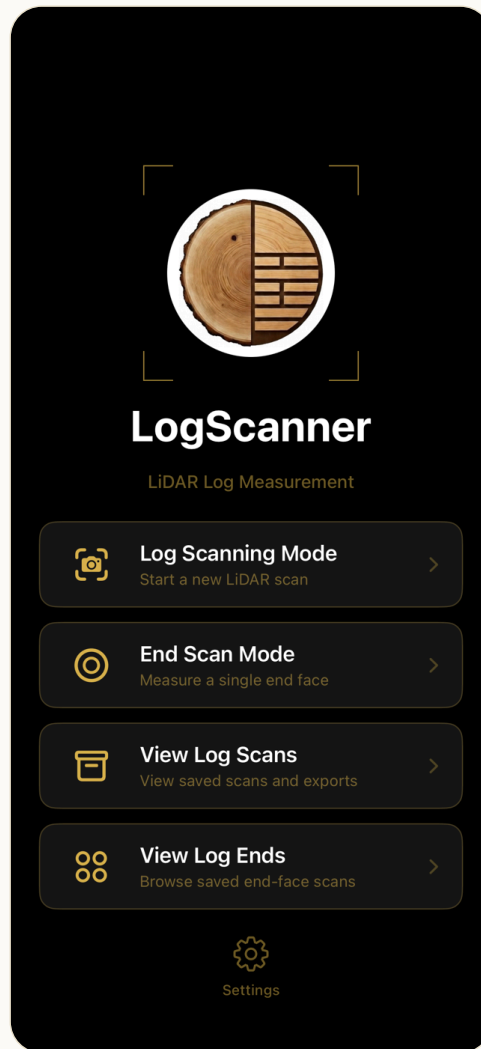 LogScanner
LiDAR Log Measurement
Log Scanning Mode
Start a new LiDAR scan
End Scan Mode
Measure a single end face
View Log Scans
View saved scans and exports
View Log Ends
Browse saved end-face scans
Settings